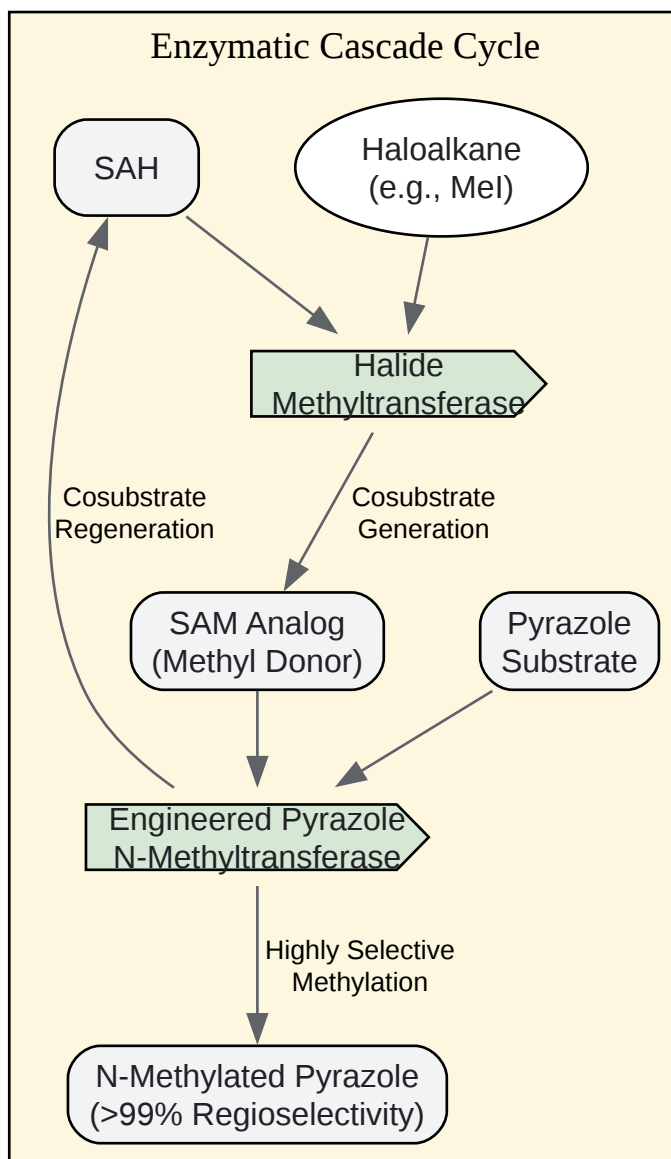 Enzymatic Cascade Cycle
SAH
Haloalkane
(e.g., MeI)
Halide
Methyltransferase
Cosubstrate
Regeneration
Cosubstrate
Generation
SAM Analog
(Methyl Donor)
Pyrazole
Substrate
Engineered Pyrazole
N-Methyltransferase
Highly Selective
Methylation
N-Methylated Pyrazole
(>99% Regioselectivity)